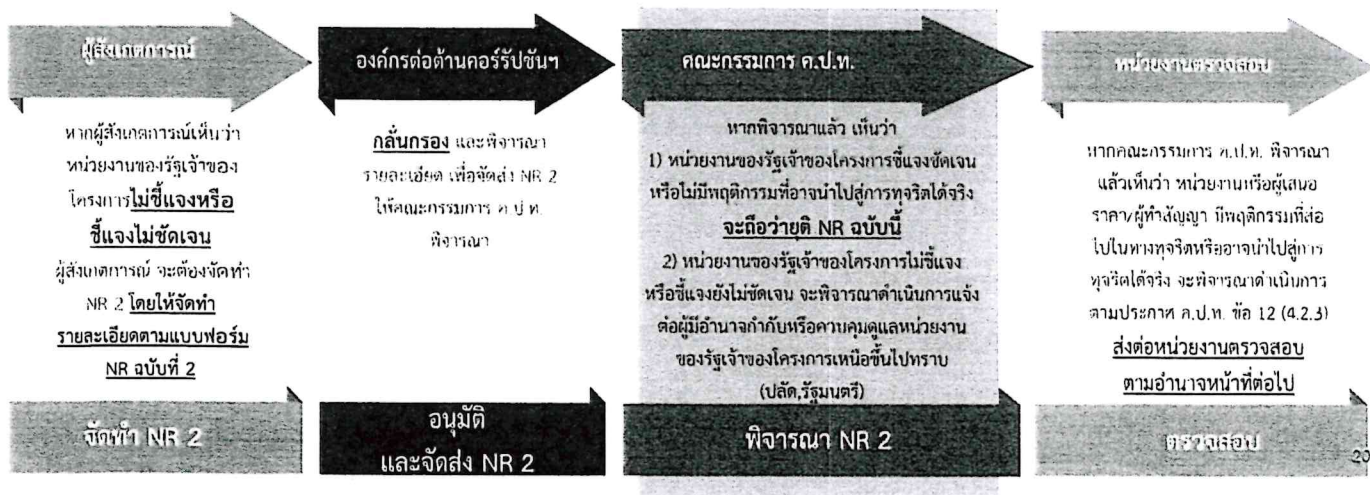 ผู้สังเกตการณ์
หากผู้สังเกตการณ์เห็นว่า
หน่วยงานของรัฐเจ้าของ
โครงการไม่ชี้แจงหรือ
ชี้แจงไม่ชัดเจน
ผู้สังเกตการณ์ จะต้องจัดทำ
NR 2 โดยให้จัดทำ
รายละเอียดตามแบบฟอร์ม
NR ฉบับที่ 2
จัดทำ NR 2
องค์กรต่อต้านคอร์รัปชันฯ
กลั่นกรอง และพิจารณา
รายละเอียด เพื่อจัดส่ง NR 2
ให้คณะกรรมการ ค.ป.ท.
พิจารณา
อนุมัติ
และจัดส่ง NR 2
คณะกรรมการ ค.ป.ท.
หากพิจารณาแล้ว เห็นว่า
1) หน่วยงานของรัฐเจ้าของโครงการชี้แจงชัดเจน
หรือไม่มีพฤติกรรมที่อาจนำไปสู่การทุจริตได้จริง
จะถือว่ายุติ NR ฉบับนี้
2) หน่วยงานของรัฐเจ้าของโครงการไม่ชี้แจง
หรือชี้แจงยังไม่ชัดเจน จะพิจารณาดำเนินการแจ้ง
ต่อผู้มีอำนาจกำกับหรือควบคุมดูแลหน่วยงาน
ของรัฐเจ้าของโครงการเหนือขึ้นไปทราบ
(ปลัด,รัฐมนตรี)
พิจารณา NR 2
หน่วยงานตรวจสอบ
หากคณะกรรมการ ค.ป.ท. พิจารณา
แล้วเห็นว่า หน่วยงานหรือผู้เสนอ
ราคา/ผู้ทำสัญญา มีพฤติกรรมที่ส่อ
ไปในทางทุจริตหรืออาจนำไปสู่การ
ทุจริตได้จริง จะพิจารณาดำเนินการ
ตามประกาศ ค.ป.ท. ข้อ 12 (4.2.3)
ส่งต่อหน่วยงานตรวจสอบ
ตามอำนาจหน้าที่ต่อไป
ตรวจสอบ
20